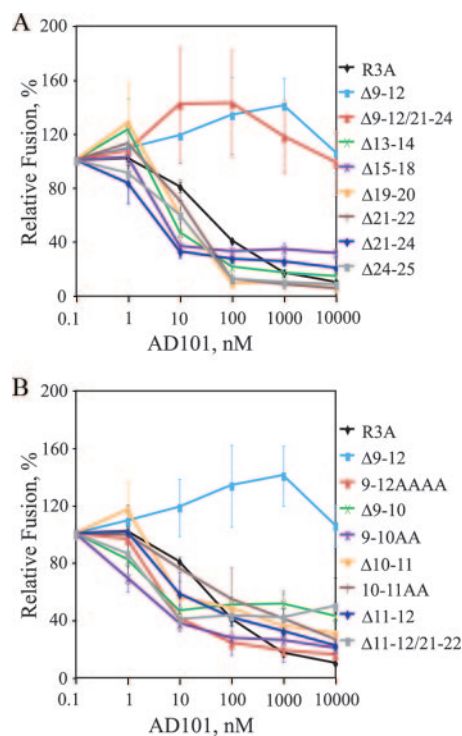 A
200
160
120
80
40
0
Relative Fusion, %
0.1 1 10 100 1000 10000
AD101, nM
R3A
Δ9-12
Δ9-12/21-24
Δ13-14
Δ15-18
Δ19-20
Δ21-22
Δ21-24
Δ24-25
B
200
160
120
80
40
0
Relative Fusion, %
0.1 1 10 100 1000 10000
AD101, nM
R3A
Δ9-12
9-12AAAA
Δ9-10
9-10AA
Δ10-11
10-11AA
Δ11-12
Δ11-12/21-22